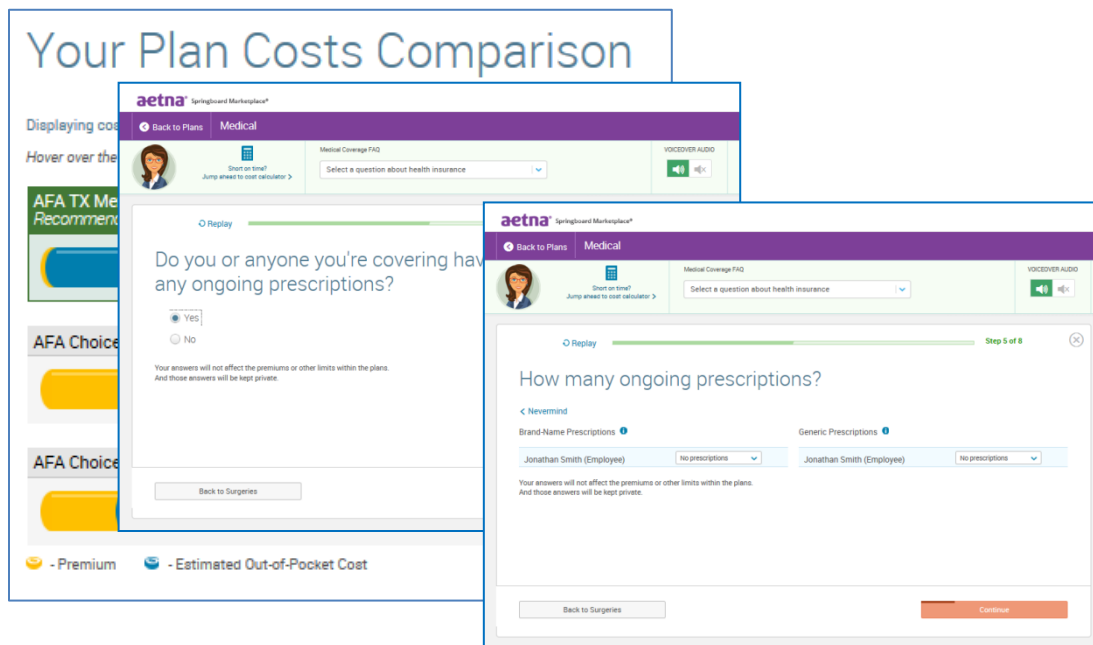 Your Plan Costs Comparison
Displaying cos
Hover over the
AFA TX Me
Recommend
AFA Choice
AFA Choice
- Premium
- Estimated Out-of-Pocket Cost
aetna® Springboard Marketplace®
Back to Plans
Medical
Short on time?
Jump ahead to cost calculator >
Medical Coverage FAQ
Select a question about health insurance
VOICEOVER AUDIO
Replay
Do you or anyone you're covering hav
any ongoing prescriptions?
Yes
No
Your answers will not affect the premiums or other limits within the plans.
And those answers will be kept private.
Back to Surgeries
aetna® Springboard Marketplace®
Back to Plans
Medical
Short on time?
Jump ahead to cost calculator >
Medical Coverage FAQ
Select a question about health insurance
VOICEOVER AUDIO
Replay
Step 5 of 8
How many ongoing prescriptions?
< Nevermind
Brand-Name Prescriptions
Generic Prescriptions
Jonathan Smith (Employee)
No prescriptions
Jonathan Smith (Employee)
No prescriptions
Your answers will not affect the premiums or other limits within the plans.
And those answers will be kept private.
Back to Surgeries
Continue